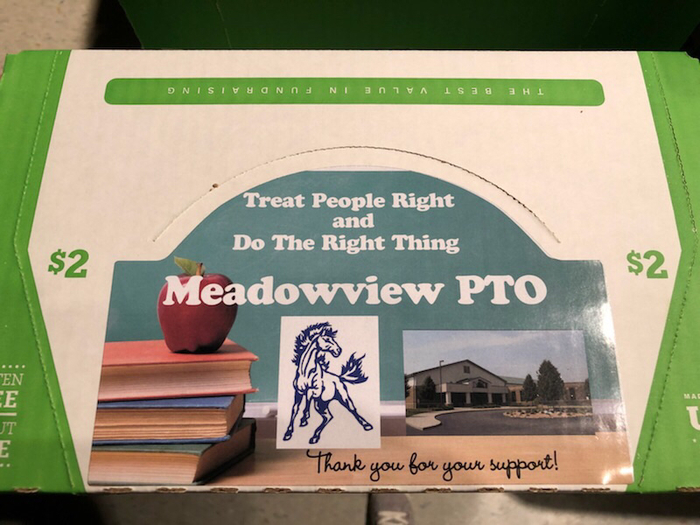 THE BEST VALUE IN FUNDRAISING
Treat People Right
and
Do The Right Thing
$2
$2
Meadowview PTO
Thank you for your support!